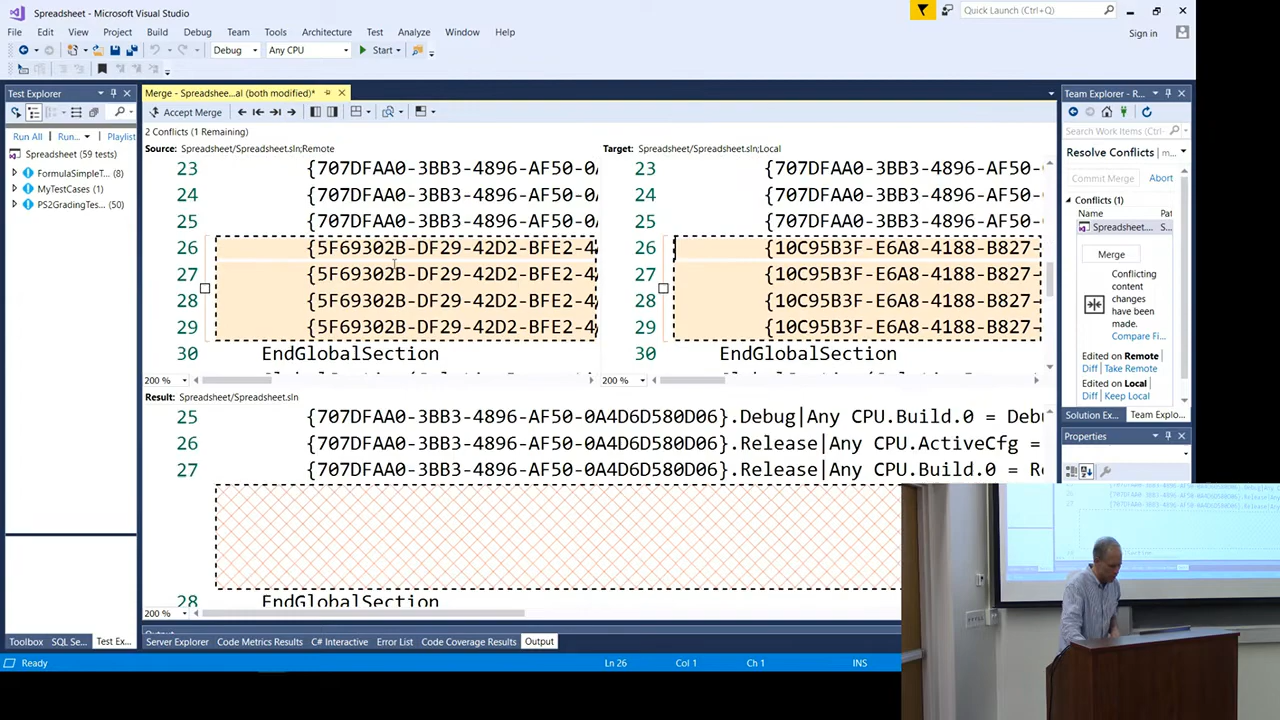 Spreadsheet - Microsoft Visual Studio
Quick Launch (Ctrl+Q)
File Edit View Project Build Debug Team Tools Architecture Test Analyze Window Help
Sign in
Debug Any CPU Start
Test Explorer
Run All Run... Playlist
Spreadsheet (59 tests)
FormulaSimpleT... (8)
MyTestCases (1)
PS2GradingTes... (50)
Merge - Spreadshee...al (both modified)*
Accept Merge
2 Conflicts (1 Remaining)
Source: Spreadsheet/Spreadsheet.sln;Remote
23 {707DFAA0-3BB3-4896-AF50-0A
24 {707DFAA0-3BB3-4896-AF50-0A
25 {707DFAA0-3BB3-4896-AF50-0A
26 {5F69302B-DF29-42D2-BFE2-4
27 {5F69302B-DF29-42D2-BFE2-4
28 {5F69302B-DF29-42D2-BFE2-4
29 {5F69302B-DF29-42D2-BFE2-4
30 EndGlobalSection
200 %
Target: Spreadsheet/Spreadsheet.sln;Local
23 {707DFAA0-3BB3-4896-AF50-
24 {707DFAA0-3BB3-4896-AF50-
25 {707DFAA0-3BB3-4896-AF50-
26 {10C95B3F-E6A8-4188-B827-
27 {10C95B3F-E6A8-4188-B827-
28 {10C95B3F-E6A8-4188-B827-
29 {10C95B3F-E6A8-4188-B827-
30 EndGlobalSection
200 %
Result: Spreadsheet/Spreadsheet.sln
25 {707DFAA0-3BB3-4896-AF50-0A4D6D580D06}.Debug|Any CPU.Build.0 = Deb
26 {707DFAA0-3BB3-4896-AF50-0A4D6D580D06}.Release|Any CPU.ActiveCfg =
27 {707DFAA0-3BB3-4896-AF50-0A4D6D580D06}.Release|Any CPU.Build.0 = Re
28 EndGlobalSection
200 %
Team Explorer - R...
Search Work Items (Ctrl+
Resolve Conflicts | m...
Commit Merge Abort
Conflicts (1)
Name Pat
Spreadsheet.... S...
Merge
Conflicting
content
changes
have been
made.
Compare Fi...
Edited on Remote
Diff | Take Remote
Edited on Local
Diff | Keep Local
Solution Ex... Team Explo...
Properties
Toolbox SQL Se... Test Ex...
Server Explorer Code Metrics Results C# Interactive Error List Code Coverage Results Output
Ready Ln 26 Col 1 Ch 1 INS